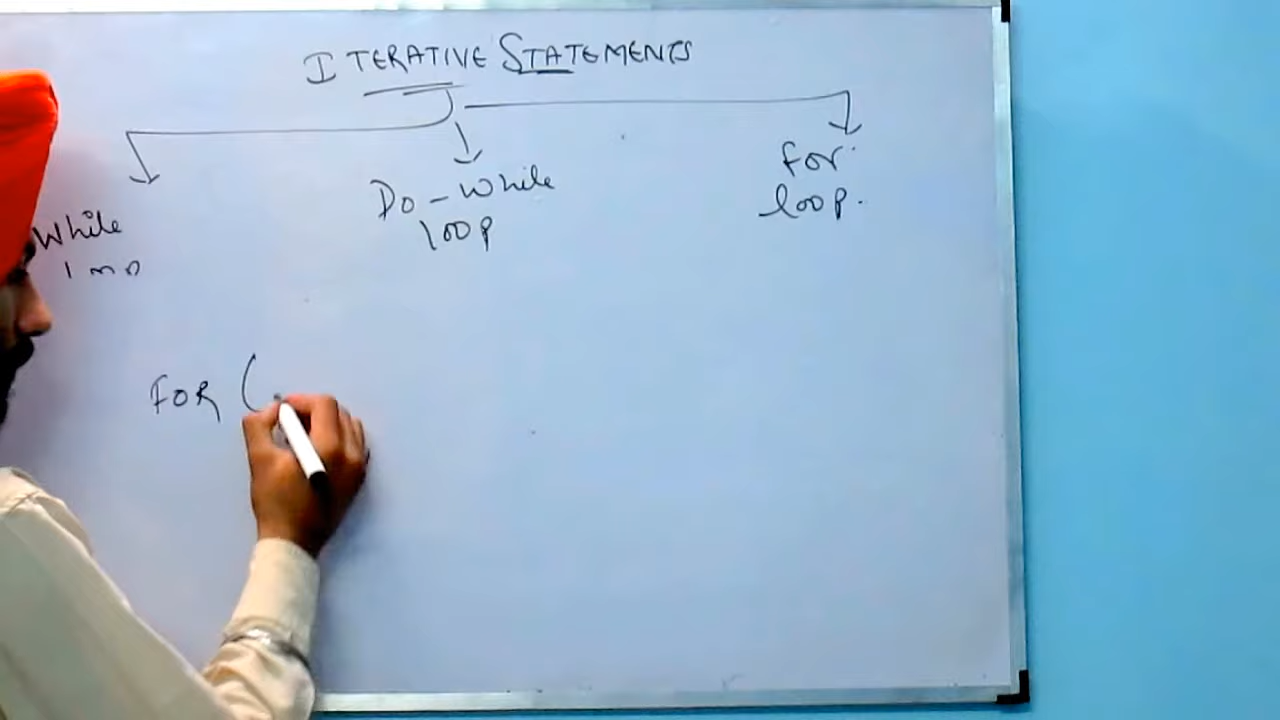 ITERATIVE STATEMENTS
While
Do - While
loop
for
loop.
FOR (